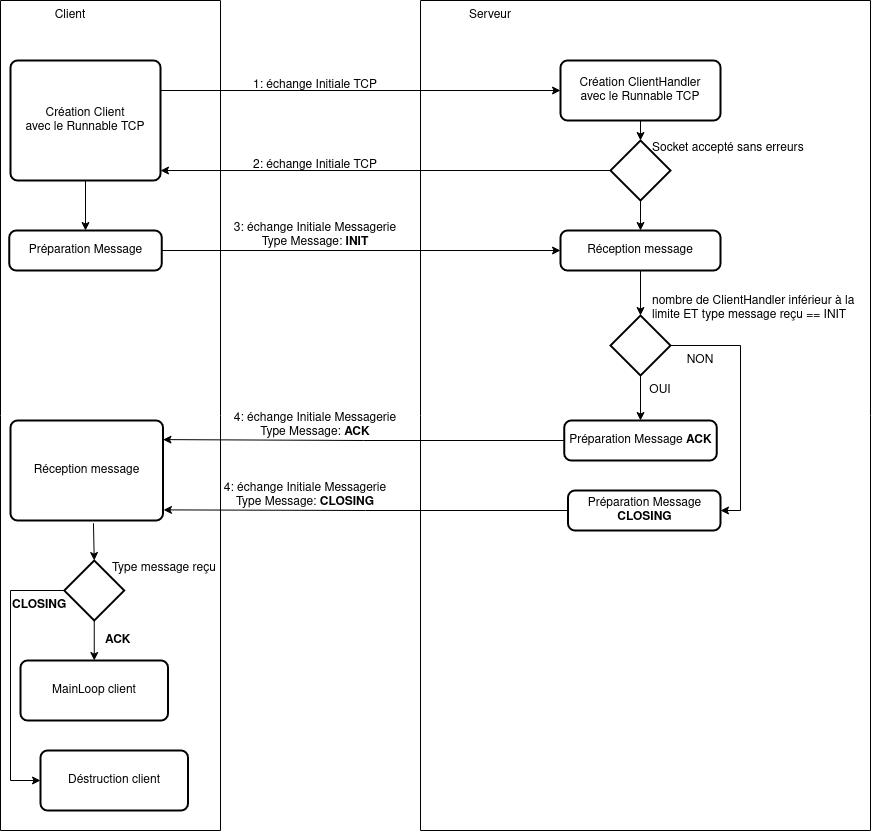 Client
Serveur
Création Client
avec le Runnable TCP
1: échange Initiale TCP
Création ClientHandler
avec le Runnable TCP
Socket accepté sans erreurs
2: échange Initiale TCP
Préparation Message
3: échange Initiale Messagerie
Type Message: INIT
Réception message
nombre de ClientHandler inférieur à la
limite ET type message reçu == INIT
NON
OUI
4: échange Initiale Messagerie
Type Message: ACK
Préparation Message ACK
Réception message
4: échange Initiale Messagerie
Type Message: CLOSING
Préparation Message
CLOSING
Type message reçu
CLOSING
ACK
MainLoop client
Déstruction client